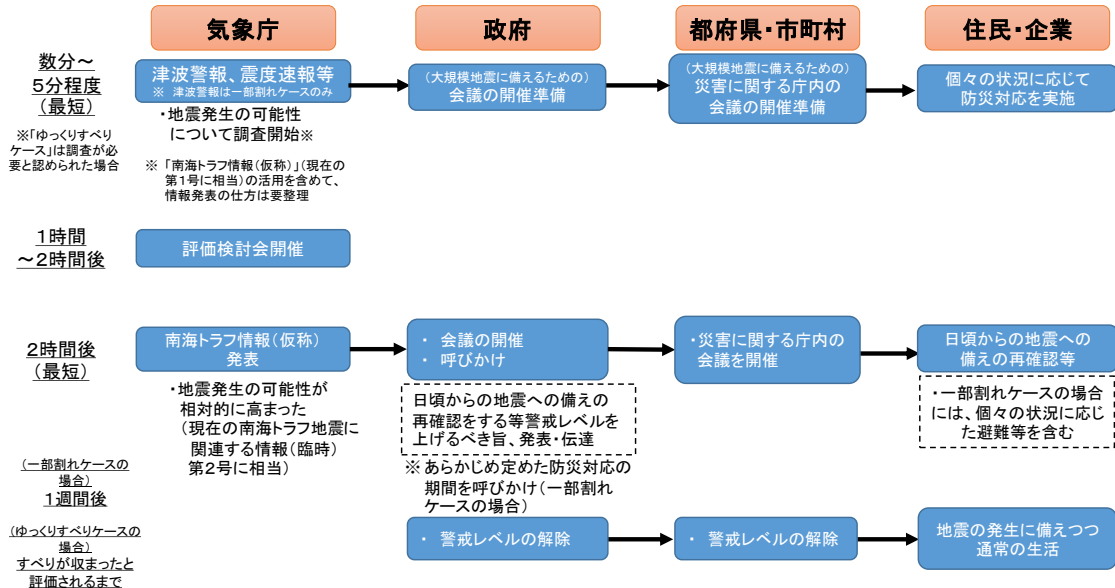 気象庁
政府
都府県・市町村
住民・企業
数分～
5分程度
(最短)
※「ゆっくりすべり
ケース」は調査が必
要と認められた場合
津波警報、震度速報等
※ 津波警報は一部割れケースのみ
・地震発生の可能性
について調査開始※
※ 「南海トラフ情報(仮称)」(現在の
第1号に相当)の活用を含めて、
情報発表の仕方は要整理
(大規模地震に備えるための)
会議の開催準備
(大規模地震に備えるための)
災害に関する庁内の
会議の開催準備
個々の状況に応じて
防災対応を実施
1時間
～2時間後
評価検討会開催
2時間後
(最短)
南海トラフ情報(仮称)
発表
・地震発生の可能性が
相対的に高まった
(現在の南海トラフ地震に
関連する情報(臨時)
第2号に相当)
・ 会議の開催
・ 呼びかけ
日頃からの地震への備えの
再確認をする等警戒レベルを
上げるべき旨、発表・伝達
※ あらかじめ定めた防災対応の
期間を呼びかけ(一部割れ
ケースの場合)
・災害に関する庁内の
会議を開催
日頃からの地震への
備えの再確認等
・一部割れケースの場合
には、個々の状況に応じ
た避難等を含む
(一部割れケースの
場合)
1週間後
(ゆっくりすべりケースの
場合)
すべりが収まったと
評価されるまで
・ 警戒レベルの解除
・ 警戒レベルの解除
地震の発生に備えつつ
通常の生活